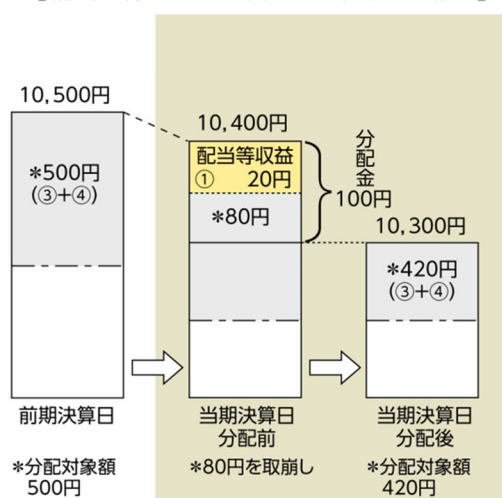 10,500円
*500円
(③+④)
前期決算日
*分配対象額
500円
10,400円
配当等収益
① 20円
*80円
分配金
100円
当期決算日
分配前
*80円を取崩し
10,300円
*420円
(③+④)
当期決算日
分配後
*分配対象額
420円